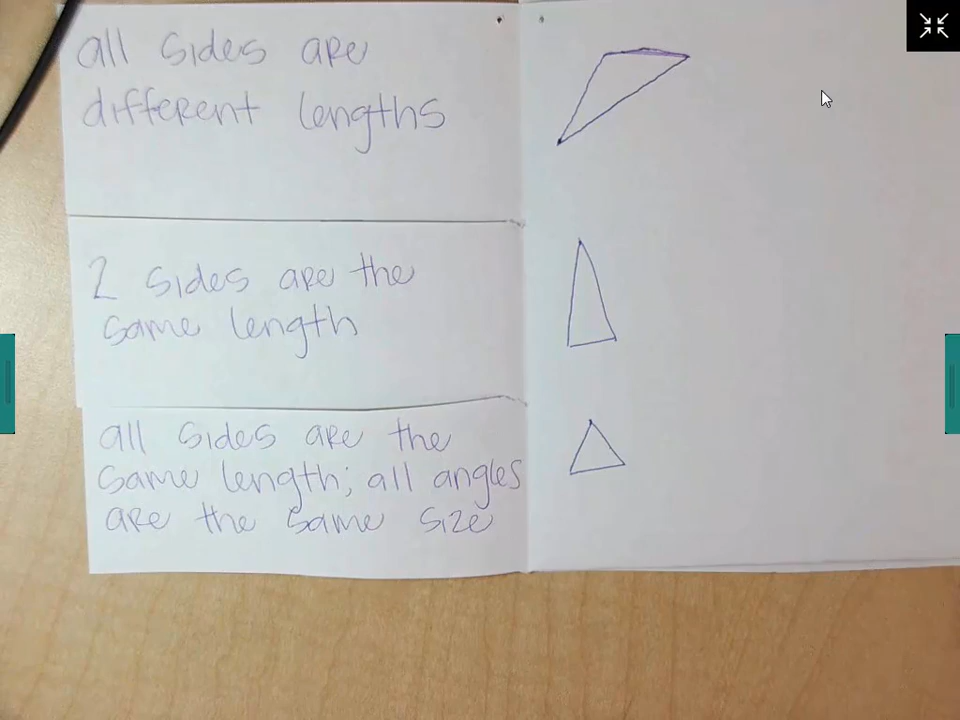 all sides are
different lengths
2 sides are the
same length
all sides are the
same length; all angles
are the same size